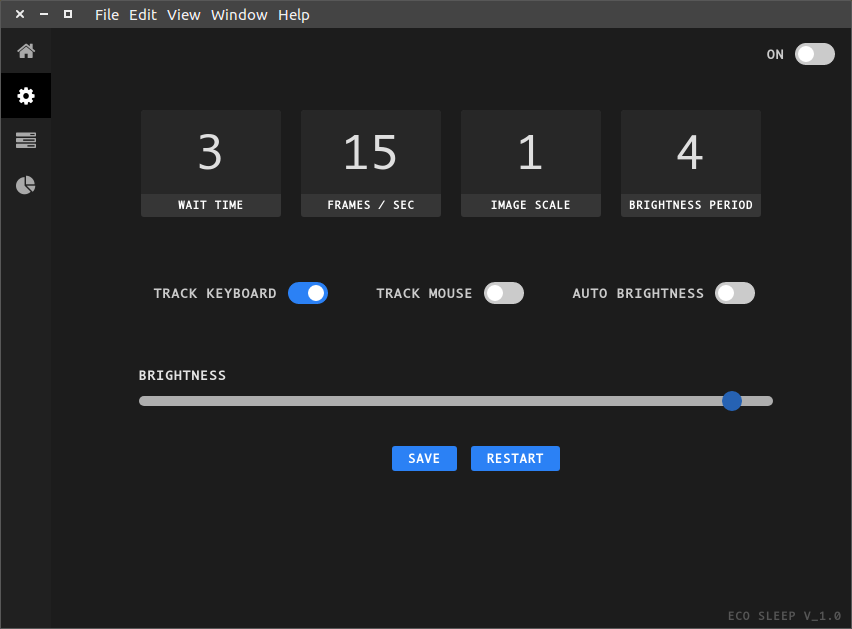 File Edit View Window Help
ON
3 15 1 4
WAIT TIME FRAMES / SEC IMAGE SCALE BRIGHTNESS PERIOD
TRACK KEYBOARD TRACK MOUSE AUTO BRIGHTNESS
BRIGHTNESS
SAVE RESTART
ECO SLEEP V_1.0